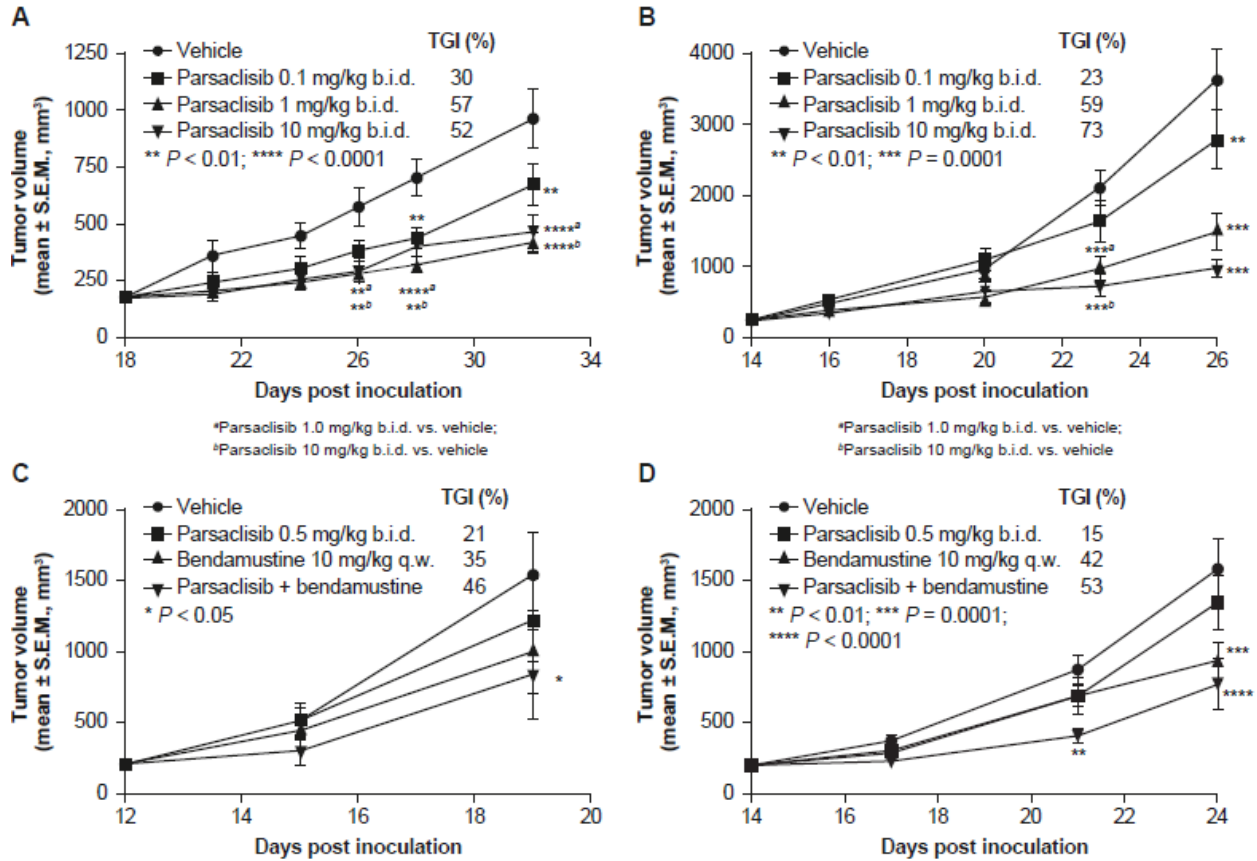 A
TGI (%)
Vehicle
Parsaclisib 0.1 mg/kg b.i.d. 30
Parsaclisib 1 mg/kg b.i.d. 57
Parsaclisib 10 mg/kg b.i.d. 52
** P < 0.01; **** P < 0.0001
1250
1000
750
500
250
0
Tumor volume
(mean ± S.E.M., mm³)
**
**
****ᵃ
****ᵇ
**ᵃ
**ᵇ
****ᵃ
**ᵇ
18 22 26 30 34
Days post inoculation
ᵃParsaclisib 1.0 mg/kg b.i.d. vs. vehicle;
ᵇParsaclisib 10 mg/kg b.i.d. vs. vehicle
B
TGI (%)
Vehicle
Parsaclisib 0.1 mg/kg b.i.d. 23
Parsaclisib 1 mg/kg b.i.d. 59
Parsaclisib 10 mg/kg b.i.d. 73
** P < 0.01; *** P = 0.0001
4000
3000
2000
1000
0
Tumor volume
(mean ± S.E.M., mm³)
**
***ᵃ
***
***
***ᵇ
14 16 18 20 22 24 26
Days post inoculation
ᵃParsaclisib 1.0 mg/kg b.i.d. vs. vehicle;
ᵇParsaclisib 10 mg/kg b.i.d. vs. vehicle
C
TGI (%)
Vehicle
Parsaclisib 0.5 mg/kg b.i.d. 21
Bendamustine 10 mg/kg q.w. 35
Parsaclisib + bendamustine 46
* P < 0.05
2000
1500
1000
500
0
Tumor volume
(mean ± S.E.M., mm³)
*
12 14 16 18 20
Days post inoculation
D
TGI (%)
Vehicle
Parsaclisib 0.5 mg/kg b.i.d. 15
Bendamustine 10 mg/kg q.w. 42
Parsaclisib + bendamustine 53
** P < 0.01; *** P = 0.0001;
**** P < 0.0001
2000
1500
1000
500
0
Tumor volume
(mean ± S.E.M., mm³)
***
****
**
14 16 18 20 22 24
Days post inoculation